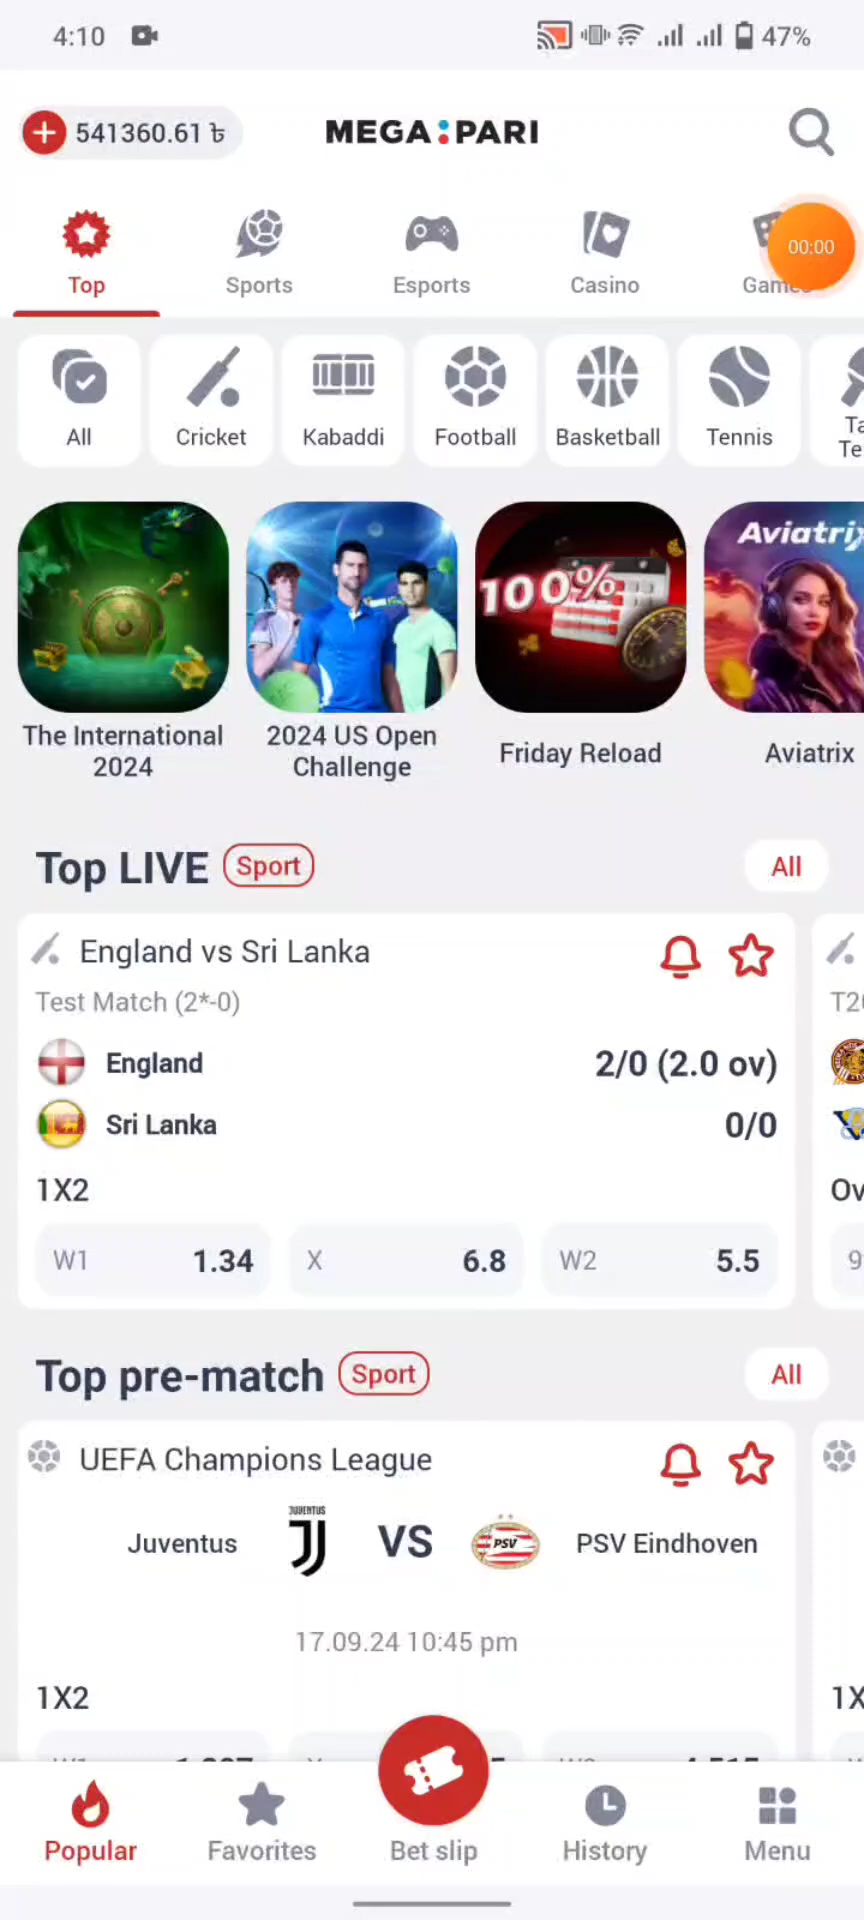 4:10
47%
541360.61 ৳
MEGA PARI
Top
Sports
Esports
Casino
00:00
All
Cricket
Kabaddi
Football
Basketball
Tennis
100%
The International
2024
2024 US Open
Challenge
Friday Reload
Aviatrix
Top LIVE
Sport
All
England vs Sri Lanka
Test Match (2*-0)
England
2/0 (2.0 ov)
Sri Lanka
0/0
1X2
W1
1.34
X
6.8
W2
5.5
Top pre-match
Sport
All
UEFA Champions League
Juventus
JUVENTUS
VS
PSV
PSV Eindhoven
17.09.24 10:45 pm
1X2
Popular
Favorites
Bet slip
History
Menu